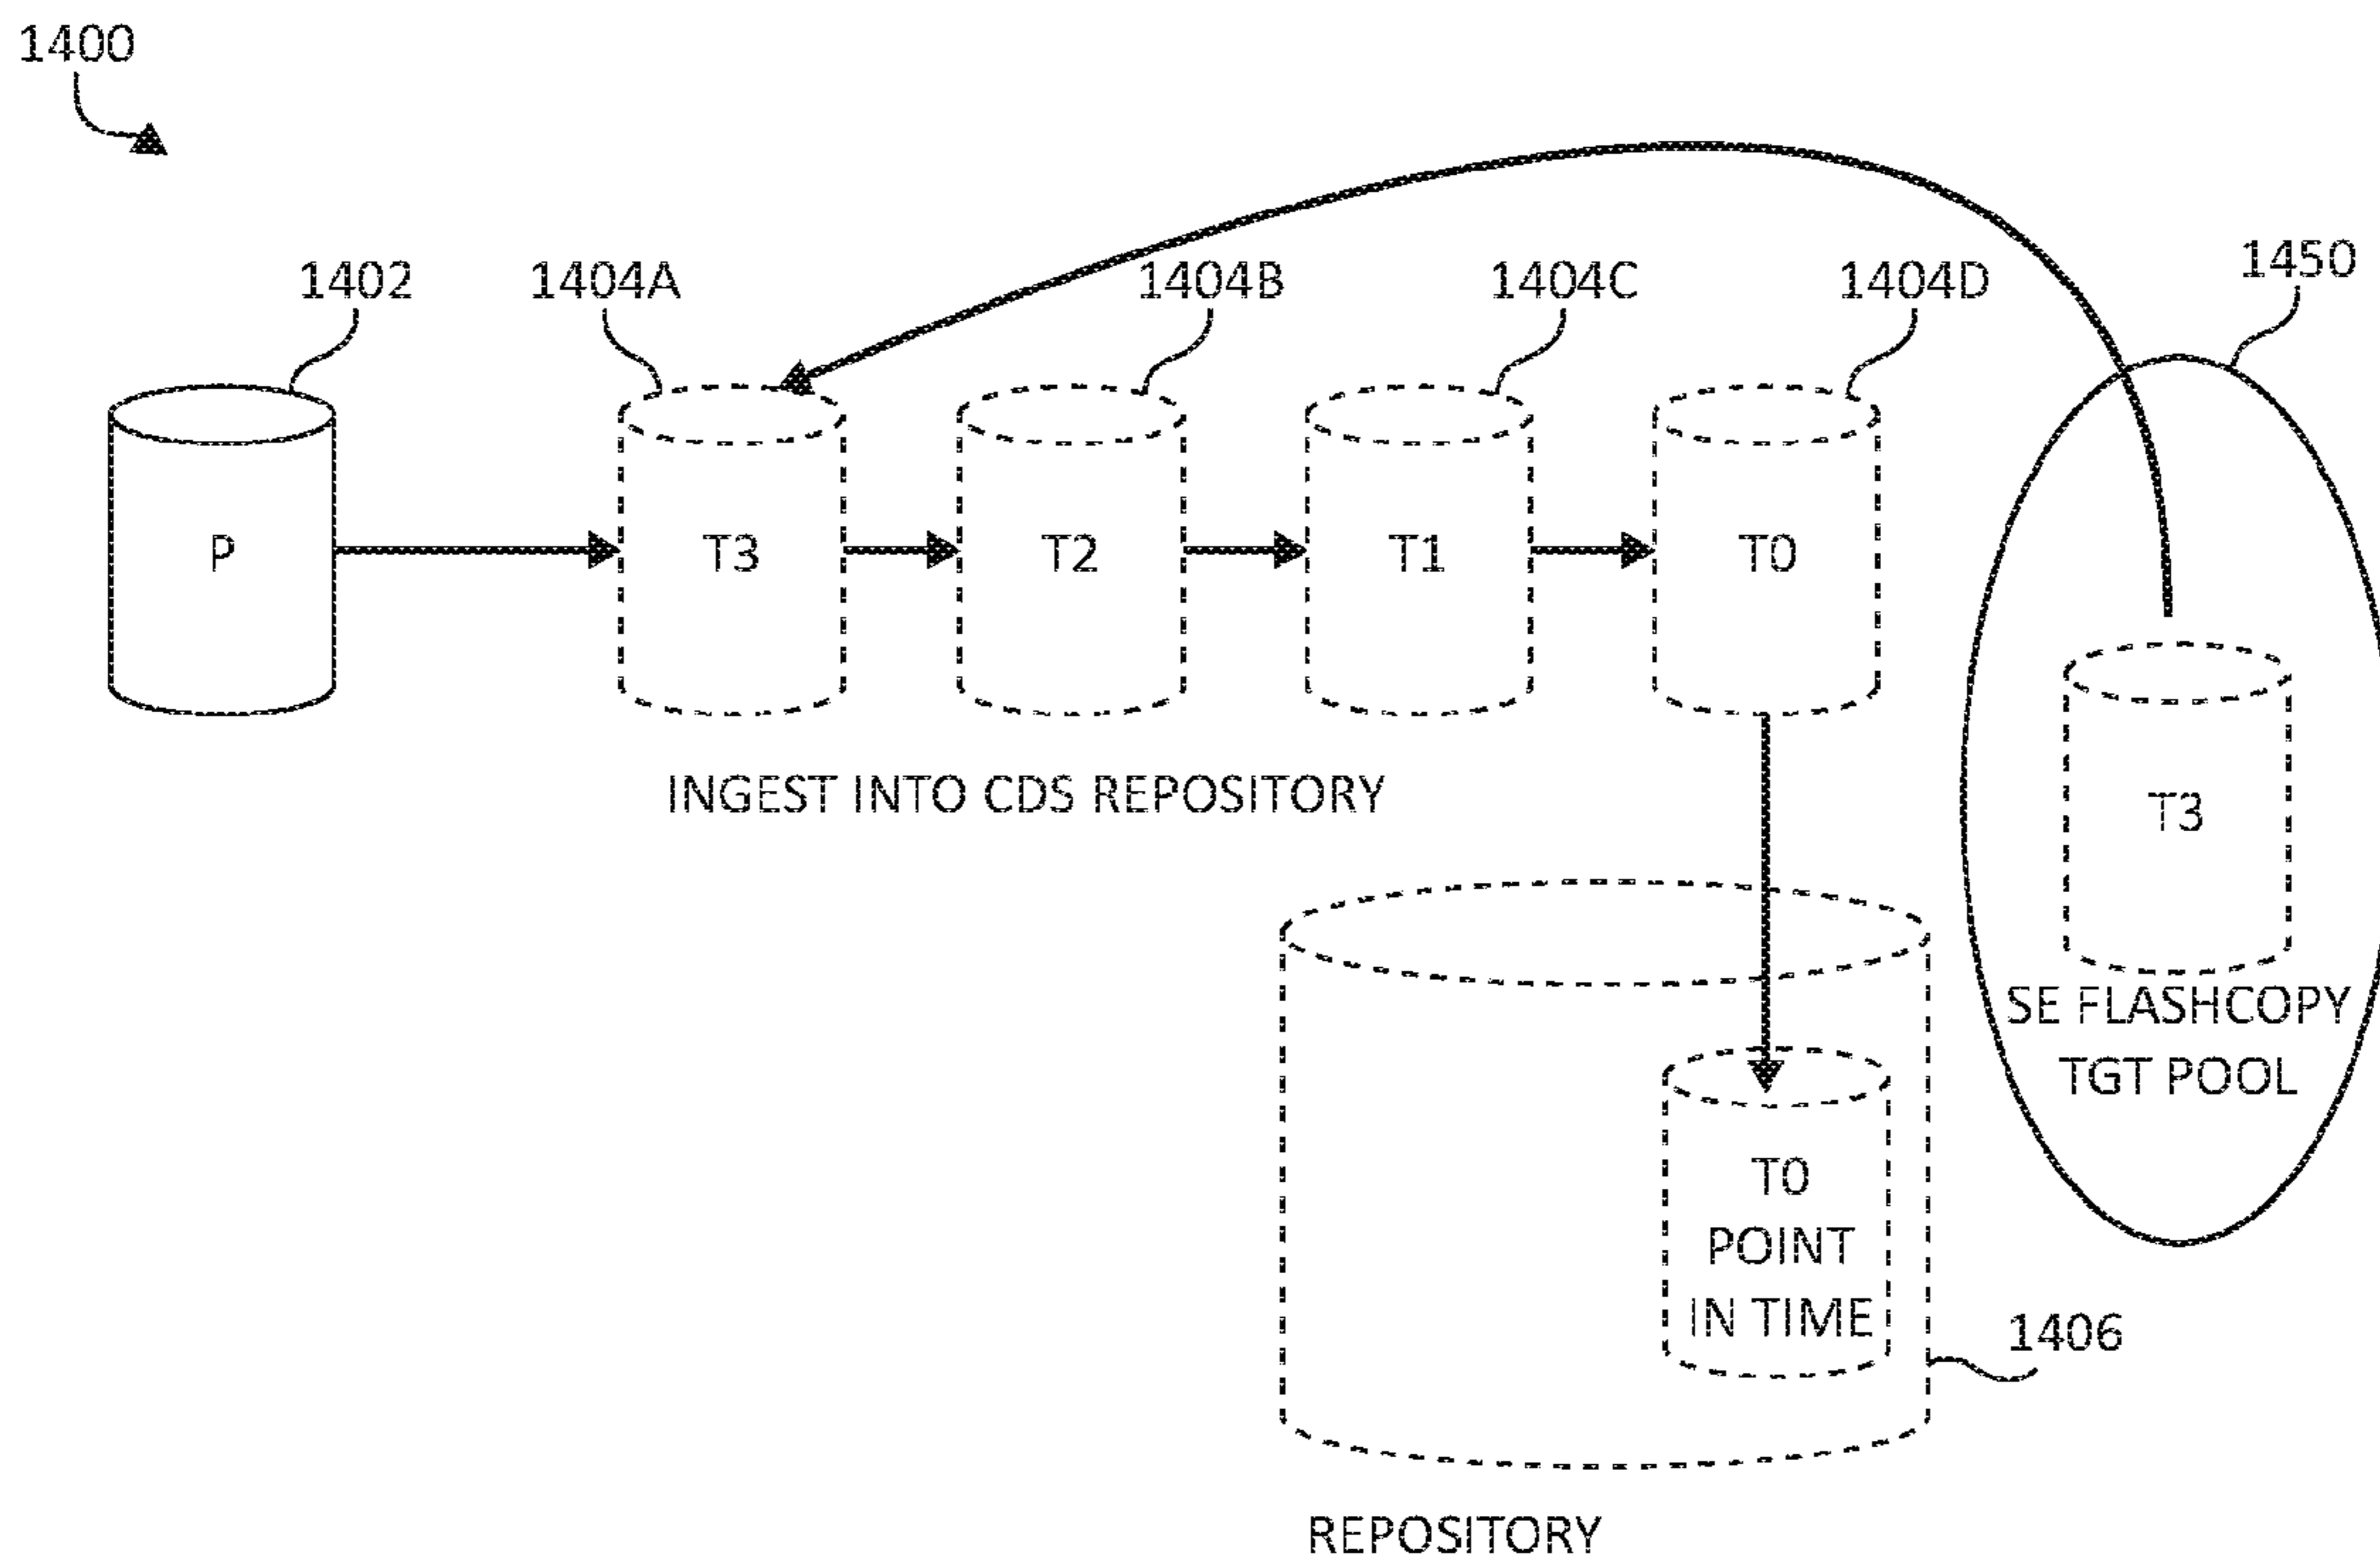 1400
1402
1404A
1404B
1404C
1404D
1450
P
T3
T2
T1
T0
INGEST INTO CDS REPOSITORY
T3
SE FLASHCOPY
TGT POOL
T0
POINT
IN TIME
1406
REPOSITORY